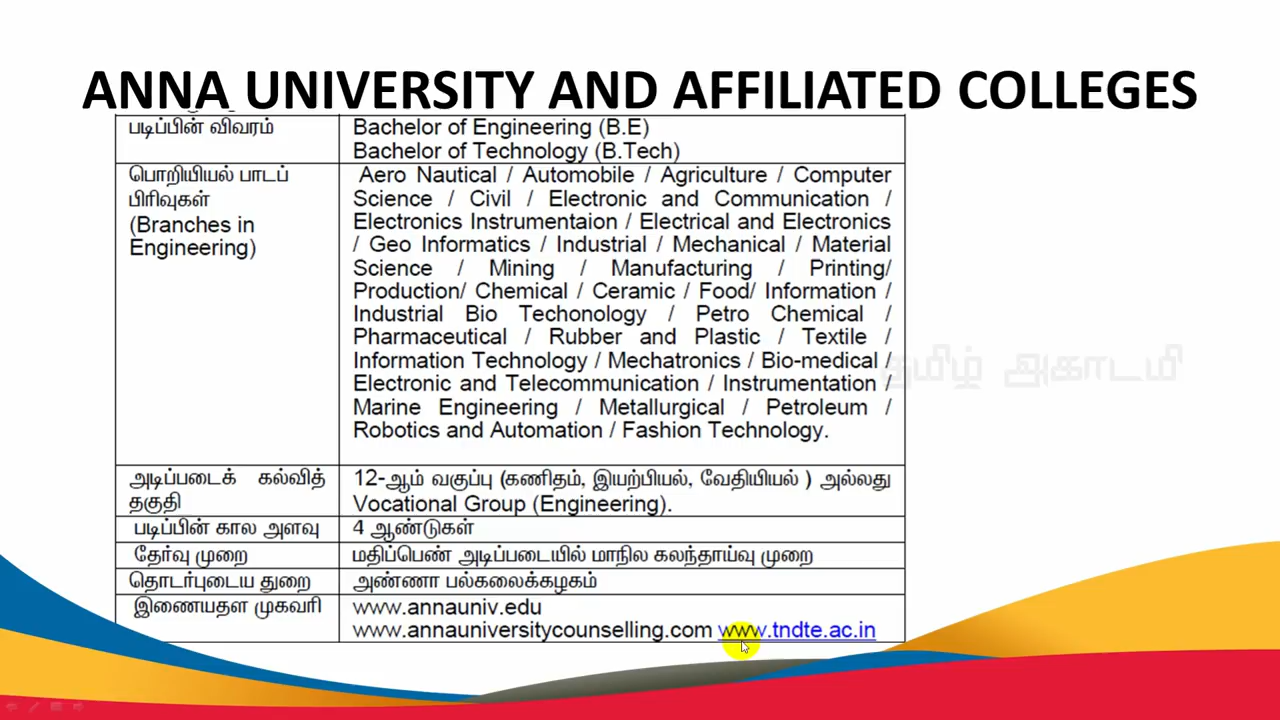 ANNA UNIVERSITY AND AFFILIATED COLLEGES
படிப்பின் விவரம்
Bachelor of Engineering (B.E)
Bachelor of Technology (B.Tech)
பொறியியல் பாடப்
பிரிவுகள்
(Branches in
Engineering)
Aero Nautical / Automobile / Agriculture / Computer
Science / Civil / Electronic and Communication /
Electronics Instrumentaion / Electrical and Electronics
/ Geo Informatics / Industrial / Mechanical / Material
Science / Mining / Manufacturing / Printing/
Production/ Chemical / Ceramic / Food/ Information /
Industrial Bio Techonology / Petro Chemical /
Pharmaceutical / Rubber and Plastic / Textile /
Information Technology / Mechatronics / Bio-medical /
Electronic and Telecommunication / Instrumentation /
Marine Engineering / Metallurgical / Petroleum /
Robotics and Automation / Fashion Technology.
தமிழ் அகாடமி
அடிப்படைக் கல்வித்
தகுதி
12-ஆம் வகுப்பு (கணிதம், இயற்பியல், வேதியியல் ) அல்லது
Vocational Group (Engineering).
படிப்பின் கால அளவு
4 ஆண்டுகள்
தேர்வு முறை
மதிப்பெண் அடிப்படையில் மாநில கலந்தாய்வு முறை
தொடர்புடைய துறை
அண்ணா பல்கலைக்கழகம்
இணையதள முகவரி
www.annauniv.edu
www.annauniversitycounselling.com www.tndte.ac.in